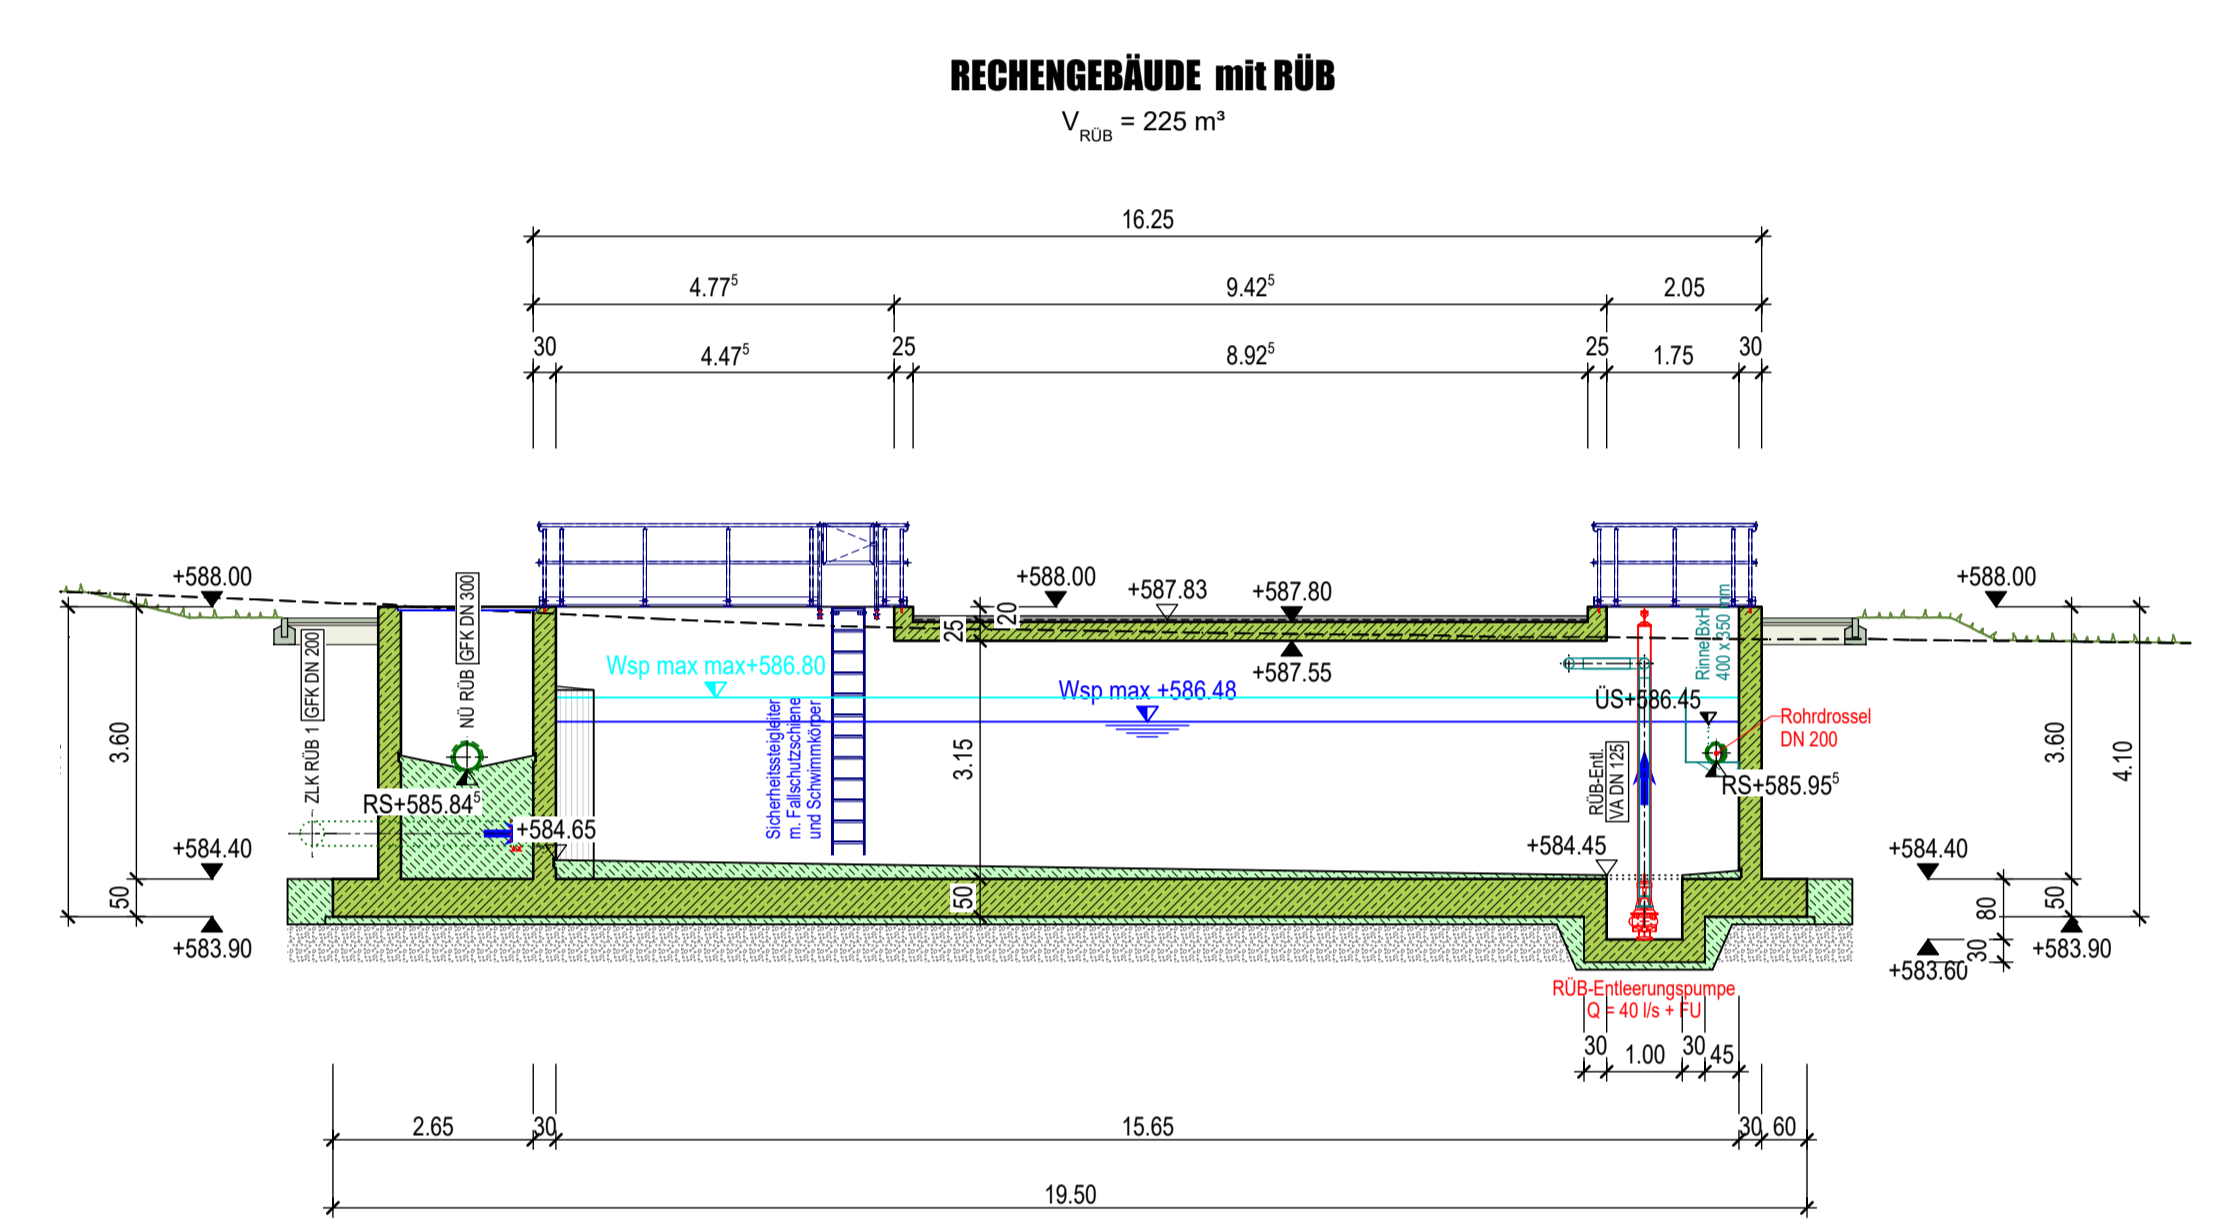 RECHENGEBÄUDE mit RÜB
V RÜB = 225 m³
16.25
4.77⁵ 9.42⁵ 2.05
30 4.47⁵ 25 8.92⁵ 25 1.75 30
+588.00
+588.00
+587.83
+587.80
+588.00
20
25
+587.55
GFK DN 300
NÜ RÜB
GFK DN 200
ZLK RÜB 1
Wsp max max+586.80
Wsp max +586.48
ÜS+586.45
Rinne BxH
400 x 350 mm
Rohrdrossel
DN 200
RS+585.95⁵
RS+585.84⁵
Sicherheitssteigleiter
m. Fallschutzschiene
und Schwimmkörper
RÜB-Entl.
VA DN 125
3.60
3.15
3.60
4.10
+584.65
+584.45
+584.40
+584.40
50
50
50
80
30
+583.90
+583.90
+583.60
RÜB-Entleerungspumpe
Q = 40 l/s + FU
30 1.00 30 45
2.65 30 15.65 30 60
19.50